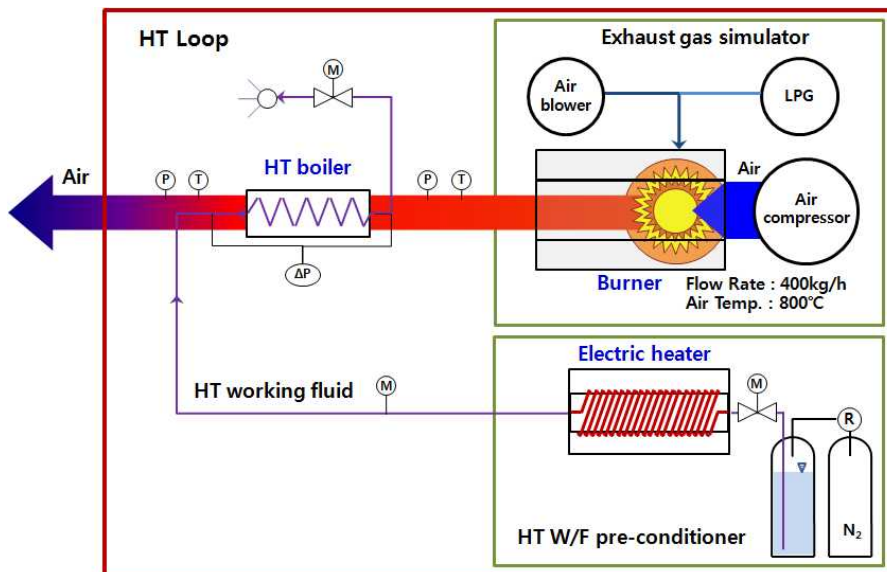 HT Loop
M
Air
P
T
HT boiler
P
T
ΔP
HT working fluid
M
Exhaust gas simulator
Air
blower
LPG
Air
Air
compressor
Burner
Flow Rate : 400kg/h
Air Temp. : 800℃
Electric heater
M
R
N₂
HT W/F pre-conditioner